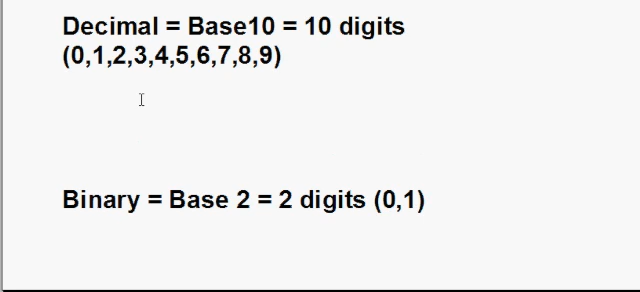 Decimal = Base10 = 10 digits
(0,1,2,3,4,5,6,7,8,9)
Binary = Base 2 = 2 digits (0,1)